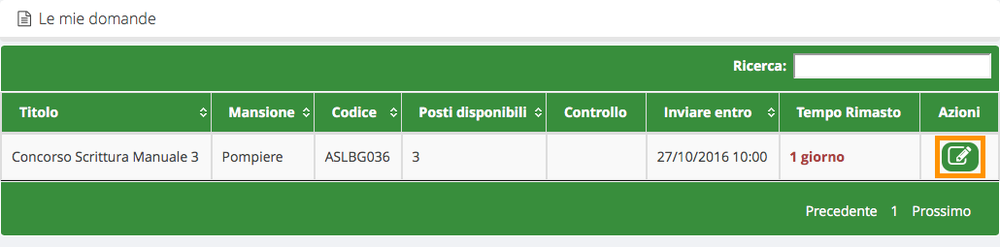 Le mie domande
Ricerca:
Titolo Mansione Codice Posti disponibili Controllo Inviare entro Tempo Rimasto Azioni
Concorso Scrittura Manuale 3 Pompiere ASLBG036 3 27/10/2016 10:00 1 giorno
Precedente 1 Prossimo